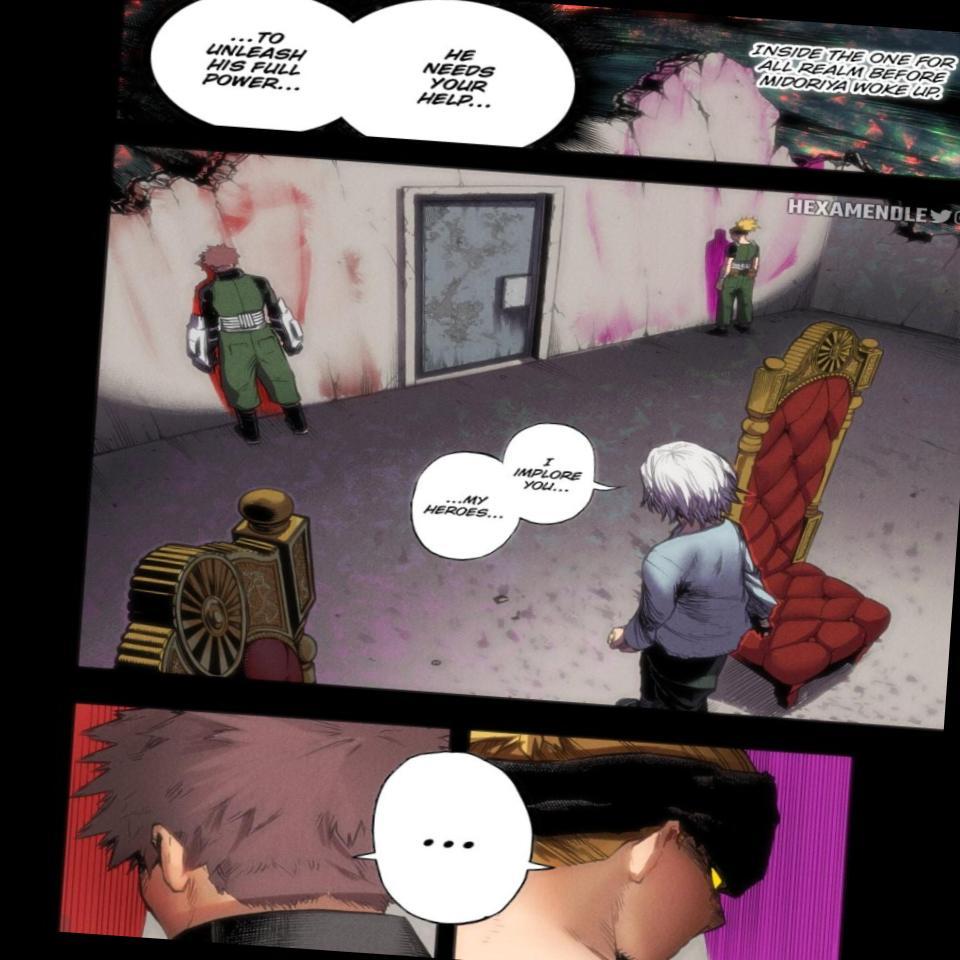 INSIDE THE ONE FOR
ALL REALM BEFORE
MIDORIYA WOKE UP.
HE
NEEDS
YOUR
HELP...
...TO
UNLEASH
HIS FULL
POWER...
HEXAMENDLE
I
IMPLORE
YOU...
...MY
HEROES...
...